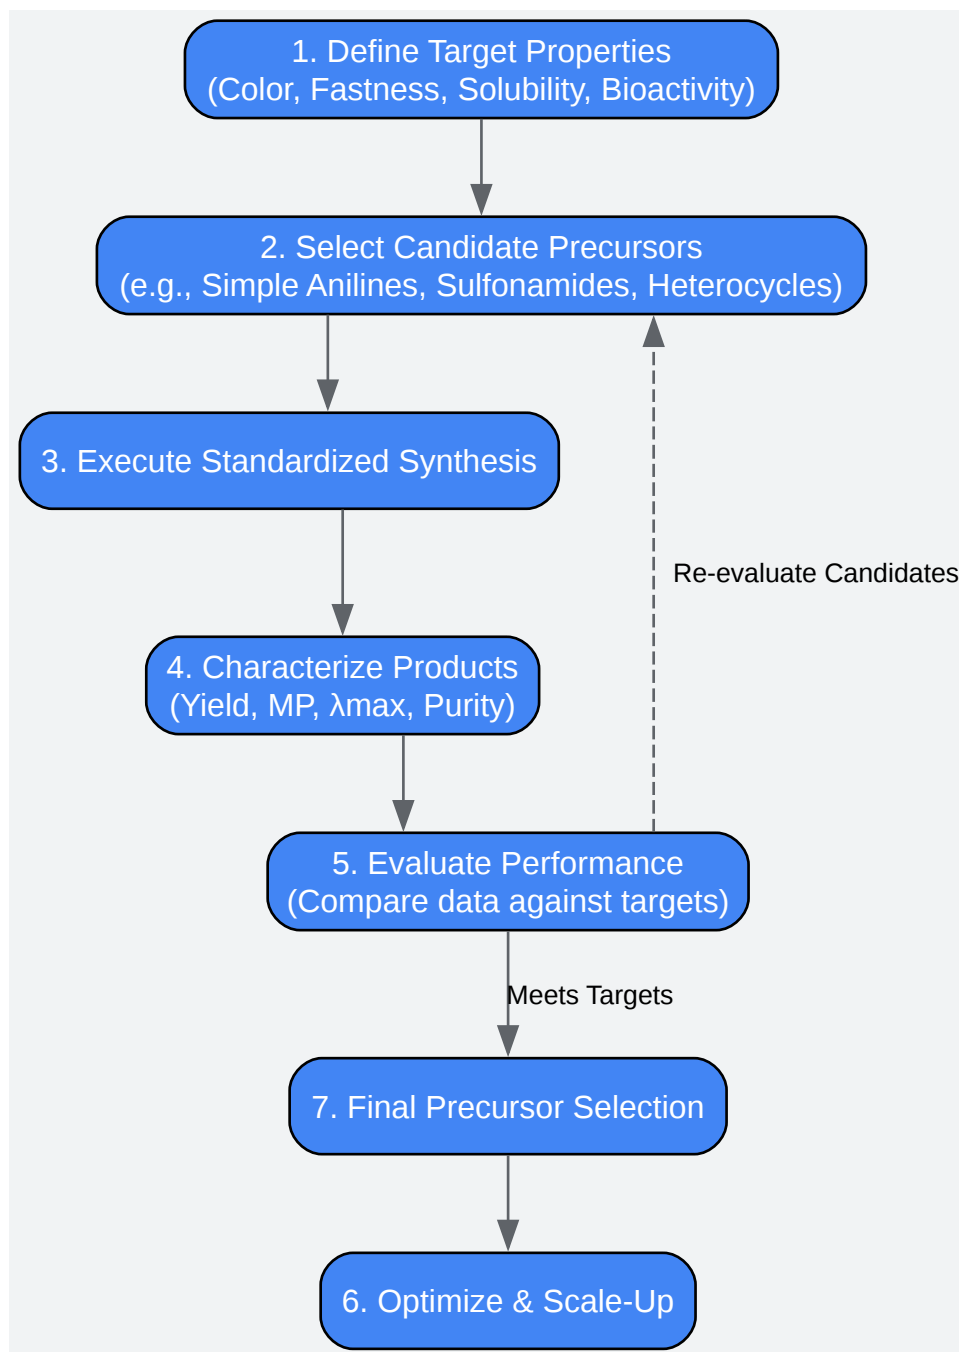 1. Define Target Properties
(Color, Fastness, Solubility, Bioactivity)
2. Select Candidate Precursors
(e.g., Simple Anilines, Sulfonamides, Heterocycles)
3. Execute Standardized Synthesis
Re-evaluate Candidates
4. Characterize Products
(Yield, MP, λmax, Purity)
5. Evaluate Performance
(Compare data against targets)
Meets Targets
7. Final Precursor Selection
6. Optimize & Scale-Up